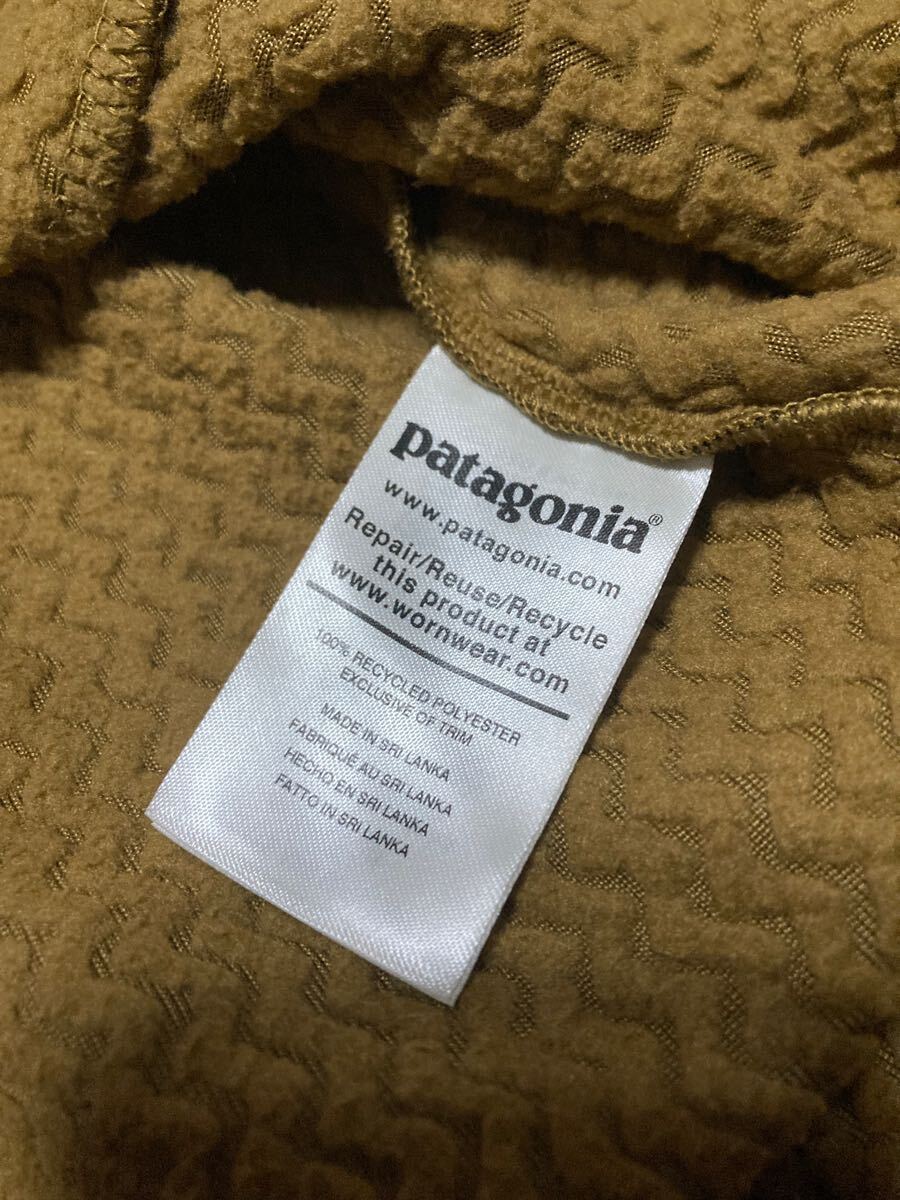 patagonia®
www.patagonia.com
Repair/Reuse/Recycle
this product at
www.wornwear.com
100% RECYCLED POLYESTER
EXCLUSIVE OF TRIM
MADE IN SRI LANKA
FABRIQUÉ AU SRI LANKA
HECHO EN SRI LANKA
FATTO IN SRI LANKA